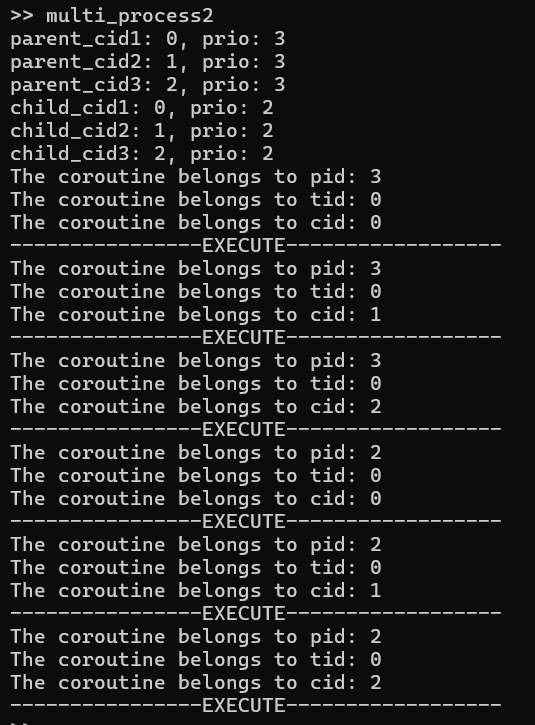 >> multi_process2
parent_cid1: 0, prio: 3
parent_cid2: 1, prio: 3
parent_cid3: 2, prio: 3
child_cid1: 0, prio: 2
child_cid2: 1, prio: 2
child_cid3: 2, prio: 2
The coroutine belongs to pid: 3
The coroutine belongs to tid: 0
The coroutine belongs to cid: 0
----------------EXECUTE------------------
The coroutine belongs to pid: 3
The coroutine belongs to tid: 0
The coroutine belongs to cid: 1
----------------EXECUTE------------------
The coroutine belongs to pid: 3
The coroutine belongs to tid: 0
The coroutine belongs to cid: 2
----------------EXECUTE------------------
The coroutine belongs to pid: 2
The coroutine belongs to tid: 0
The coroutine belongs to cid: 0
----------------EXECUTE------------------
The coroutine belongs to pid: 2
The coroutine belongs to tid: 0
The coroutine belongs to cid: 1
----------------EXECUTE------------------
The coroutine belongs to pid: 2
The coroutine belongs to tid: 0
The coroutine belongs to cid: 2
----------------EXECUTE------------------
>>